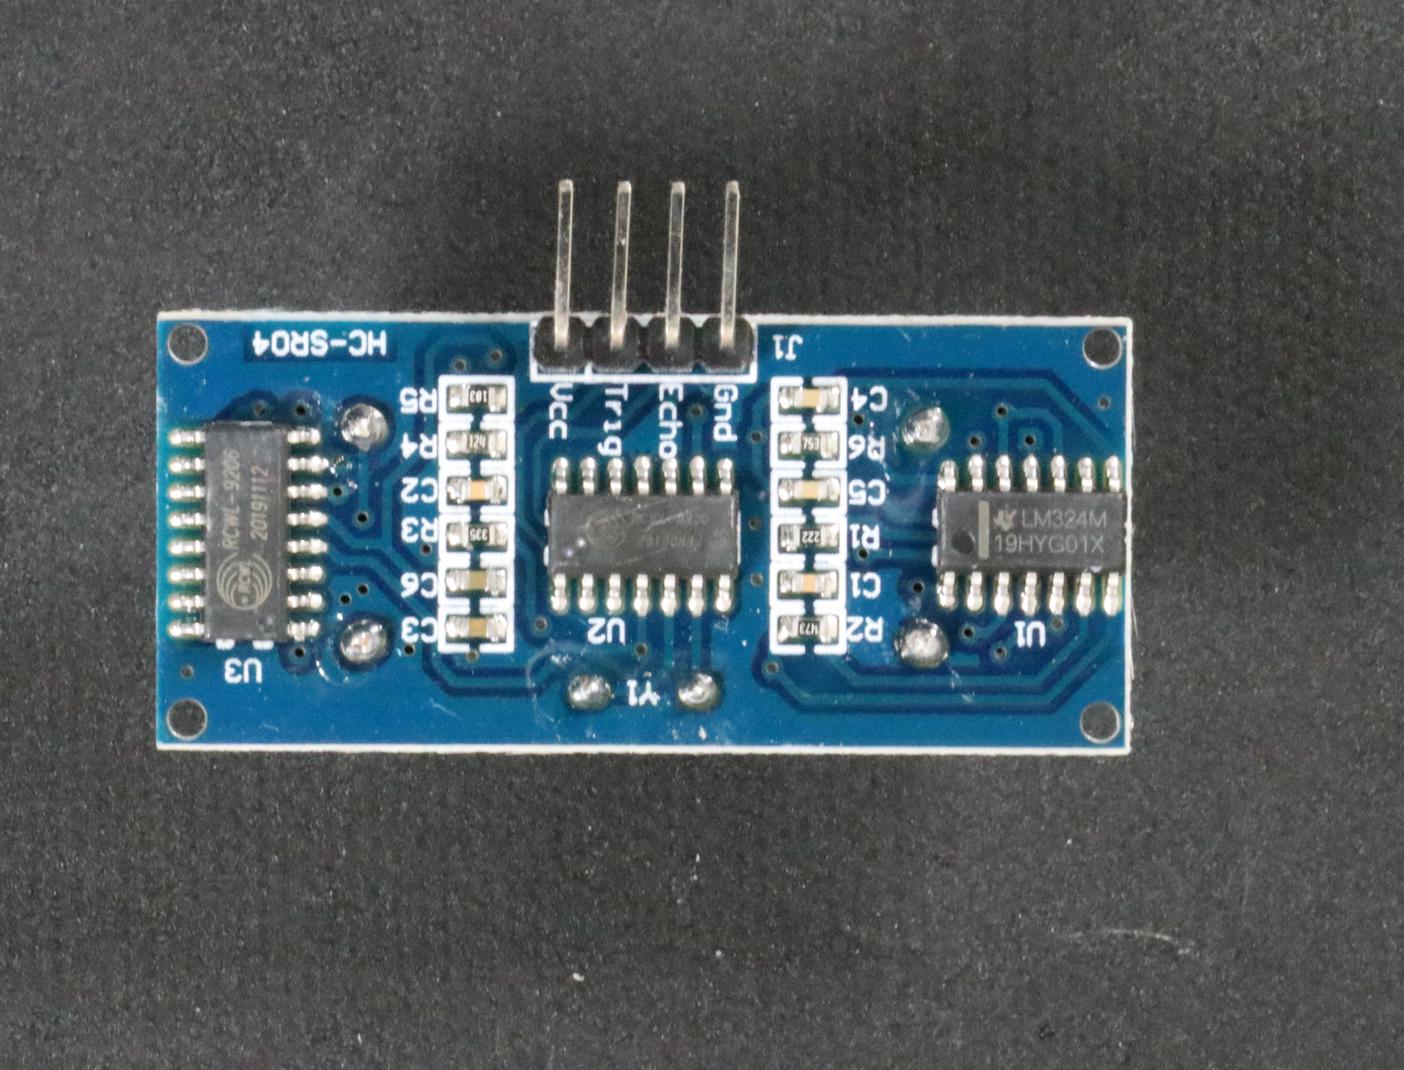 HC-SR04
J1
Vcc
Trig
Echo
Gnd
R5
103
R4
124
C2
R3
335
C6
C3
C4
R6
753
C5
R1
222
C1
R2
473
RCWL-9206
20191112
RCWL
U3
U2
Y1
LM324M
19HYG01X
U1